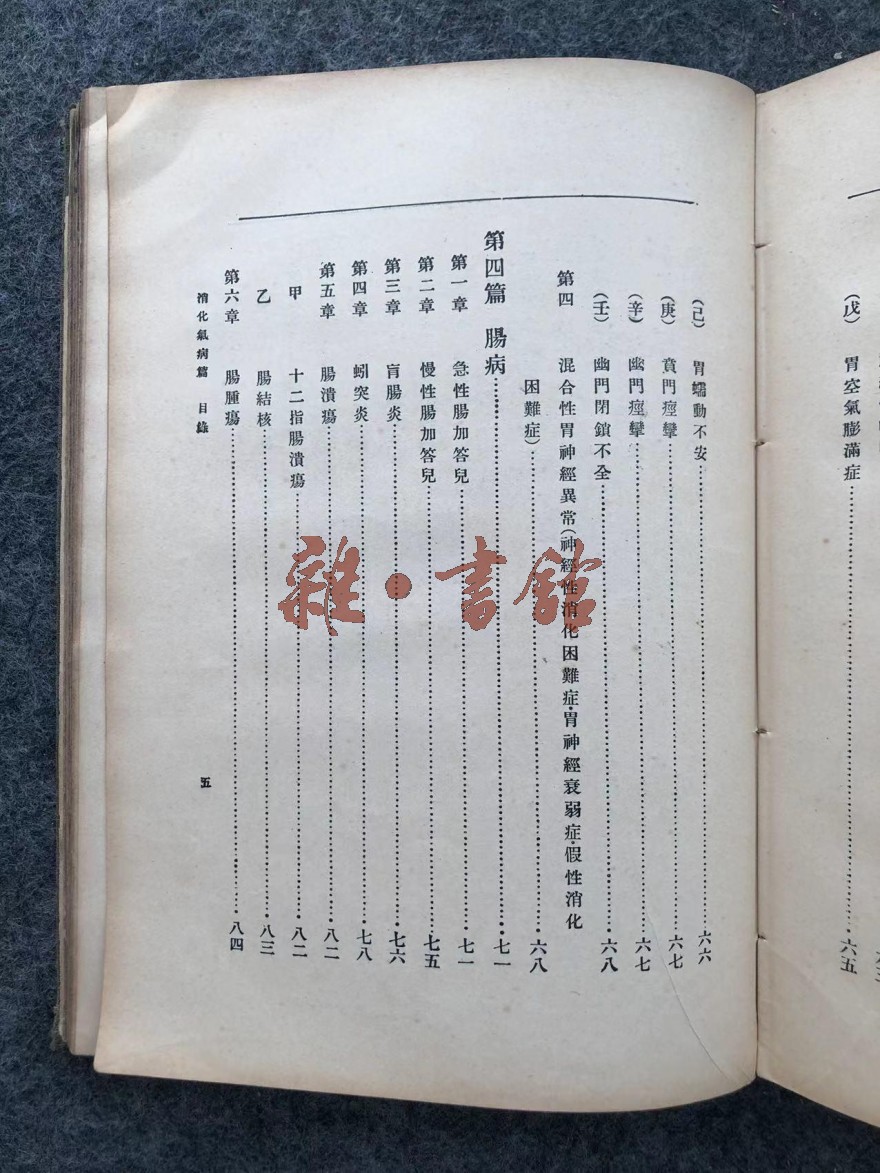 (戊) 胃空氣膨滿症 六五
(己) 胃蠕動不安 六六
(庚) 賁門痙攣 六七
(辛) 幽門痙攣 六七
(壬) 幽門閉鎖不全 六八
第四 混合性胃神經異常(神經性消化困難症·胃神經衰弱症·假性消化
困難症) 六八
第四篇 腸病 七一
第一章 急性腸加答兒 七一
第二章 慢性腸加答兒 七五
第三章 盲腸炎 七六
第四章 蚓突炎 七八
第五章 腸潰瘍 八二
甲 十二指腸潰瘍 八二
乙 腸結核 八三
第六章 腸腫瘍 八四
消化氣病篇 目錄 五
雜·書館